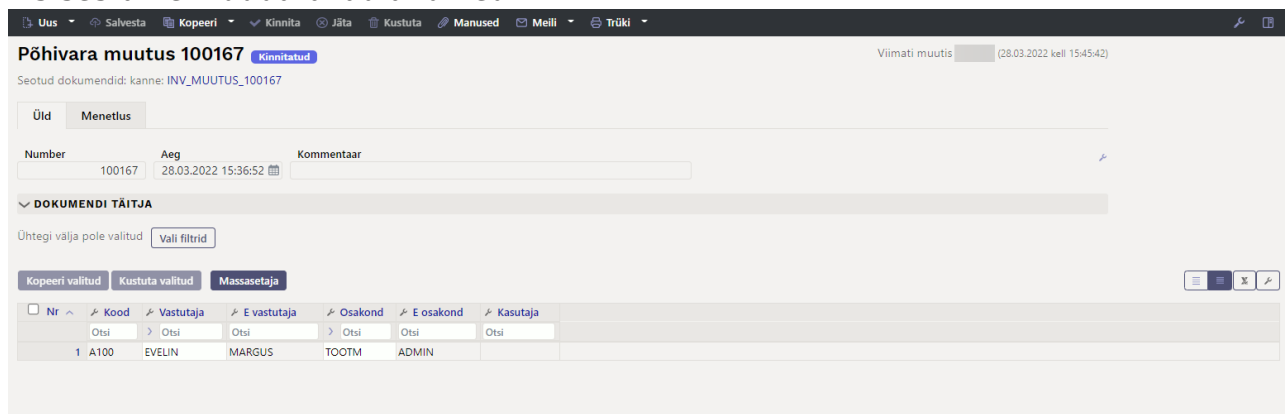 Uus Salvesta Kopeeri Kinnita Jäta Kustuta Manused Meili Trüki
Põhivara muutus 100167 Kinnitatud
Viimati muutis (28.03.2022 kell 15:45:42)
Seotud dokumendid: kanne: INV_MUUTUS_100167
Üld Menetlus
Number Aeg Kommentaar
100167 28.03.2022 15:36:52
DOKUMENDI TÄITJA
Ühtegi välja pole valitud Vali filtrid
Kopeeri valitud Kustuta valitud Massasetaja
Nr Kood Vastutaja E vastutaja Osakond E osakond Kasutaja
Otsi > Otsi Otsi > Otsi Otsi Otsi
1 A100 EVELIN MARGUS TOOTM ADMIN